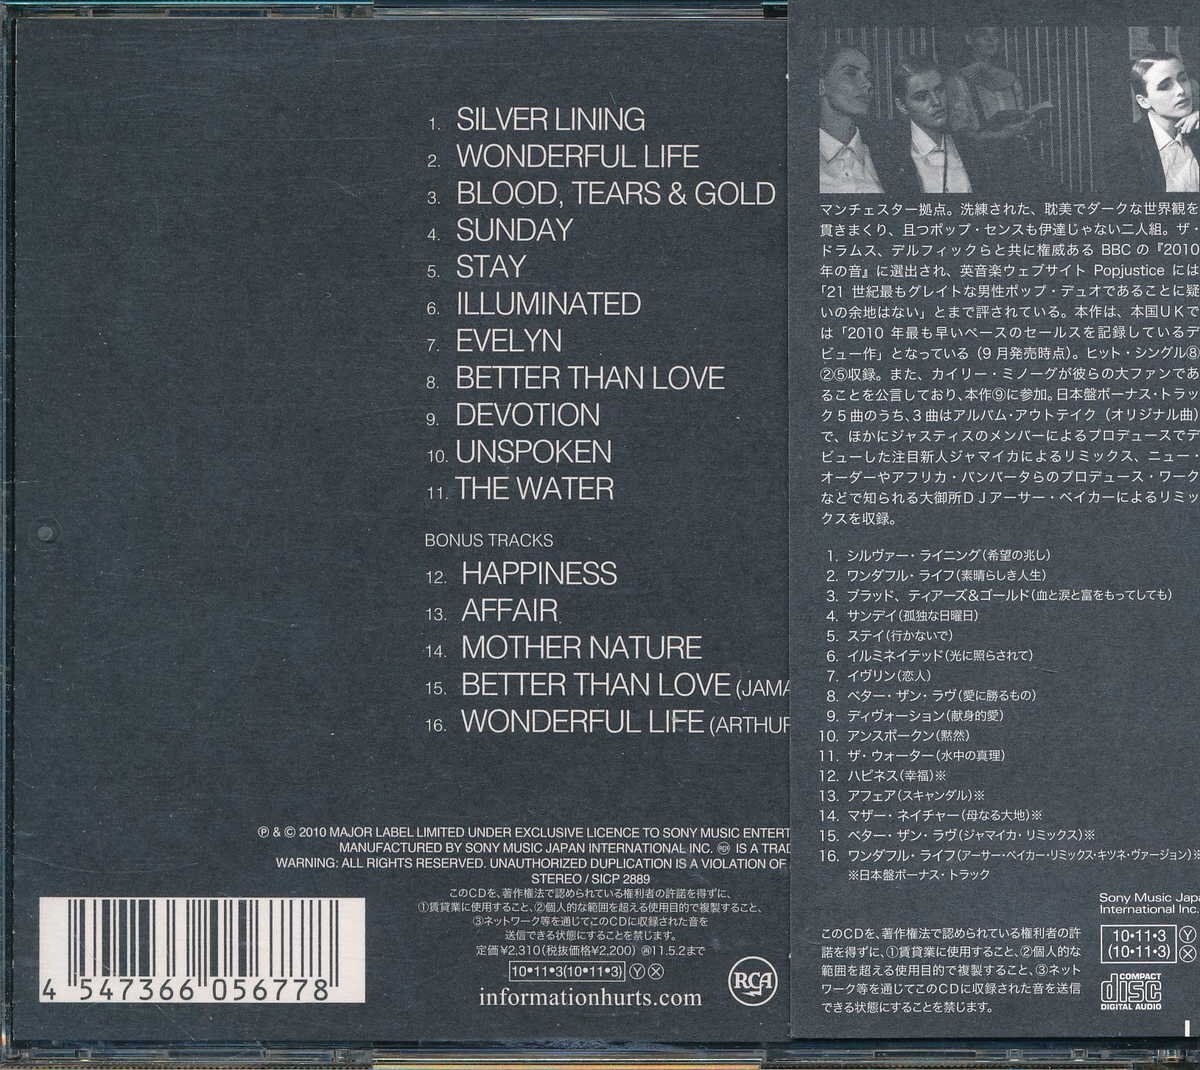 1. SILVER LINING
2. WONDERFUL LIFE
3. BLOOD, TEARS & GOLD
4. SUNDAY
5. STAY
6. ILLUMINATED
7. EVELYN
8. BETTER THAN LOVE
9. DEVOTION
10. UNSPOKEN
11. THE WATER
BONUS TRACKS
12. HAPPINESS
13. AFFAIR
14. MOTHER NATURE
15. BETTER THAN LOVE (JAMA
16. WONDERFUL LIFE (ARTHUR
℗ & © 2010 MAJOR LABEL LIMITED UNDER EXCLUSIVE LICENCE TO SONY MUSIC ENTERT
MANUFACTURED BY SONY MUSIC JAPAN INTERNATIONAL INC. RCA IS A TRAD
WARNING: ALL RIGHTS RESERVED. UNAUTHORIZED DUPLICATION IS A VIOLATION OF
STEREO / SICP 2889
このCDを、著作権法で認められている権利者の許諾を得ずに、
①賃貸業に使用すること、②個人的な範囲を超える使用目的で複製すること、
③ネットワーク等を通じてこのCDに収録された音を
送信できる状態にすることを禁じます。
定価¥2,310(税抜価格¥2,200) 再11.5.2まで
10•11•3(10•11•3) Ⓨ Ⓧ
informationhurts.com
RCA
4 547366 056778
マンチェスター拠点。洗練された、耽美でダークな世界観を
貫きまくり、且つポップ・センスも伊達じゃない二人組。ザ・
ドラムス、デルフィックらと共に権威ある BBC の『2010
年の音』に選出され、英音楽ウェブサイト Popjustice には
「21 世紀最もグレイトな男性ポップ・デュオであることに疑
いの余地はない」とまで評されている。本作は、本国UKで
は「2010 年最も早いペースのセールスを記録しているデ
ビュー作」となっている（9 月発売時点）。ヒット・シングル⑧
②⑤収録。また、カイリー・ミノーグが彼らの大ファンであ
ることを公言しており、本作⑨に参加。日本盤ボーナス・トラッ
ク 5 曲のうち、3 曲はアルバム・アウトテイク（オリジナル曲）
で、ほかにジャスティスのメンバーによるプロデュースでデ
ビューした注目新人ジャマイカによるリミックス、ニュー・
オーダーやアフリカ・バンバータらのプロデュース・ワーク
などで知られる大御所DJアーサー・ベイカーによるリミッ
クスを収録。
1. シルヴァー・ライニング(希望の兆し)
2. ワンダフル・ライフ(素晴らしき人生)
3. ブラッド、ティアーズ&ゴールド(血と涙と富をもってしても)
4. サンデイ(孤独な日曜日)
5. ステイ(行かないで)
6. イルミネイテッド(光に照らされて)
7. イヴリン(恋人)
8. ベター・ザン・ラヴ(愛に勝るもの)
9. ディヴォーション(献身的愛)
10. アンスポークン(黙然)
11. ザ・ウォーター(水中の真理)
12. ハピネス(幸福)※
13. アフェア(スキャンダル)※
14. マザー・ネイチャー(母なる大地)※
15. ベター・ザン・ラヴ(ジャマイカ・リミックス)※
16. ワンダフル・ライフ(アーサー・ベイカー・リミックス・キツネ・ヴァージョン)※
※日本盤ボーナス・トラック
Sony Music Japa
International Inc.
このCDを、著作権法で認められている権利者の許
諾を得ずに、①賃貸業に使用すること、②個人的な
範囲を超える使用目的で複製すること、③ネット
ワーク等を通じてこのCDに収録された音を送信
できる状態にすることを禁じます。
10•11•3 Ⓨ
(10•11•3) Ⓧ
COMPACT
disc
DIGITAL AUDIO